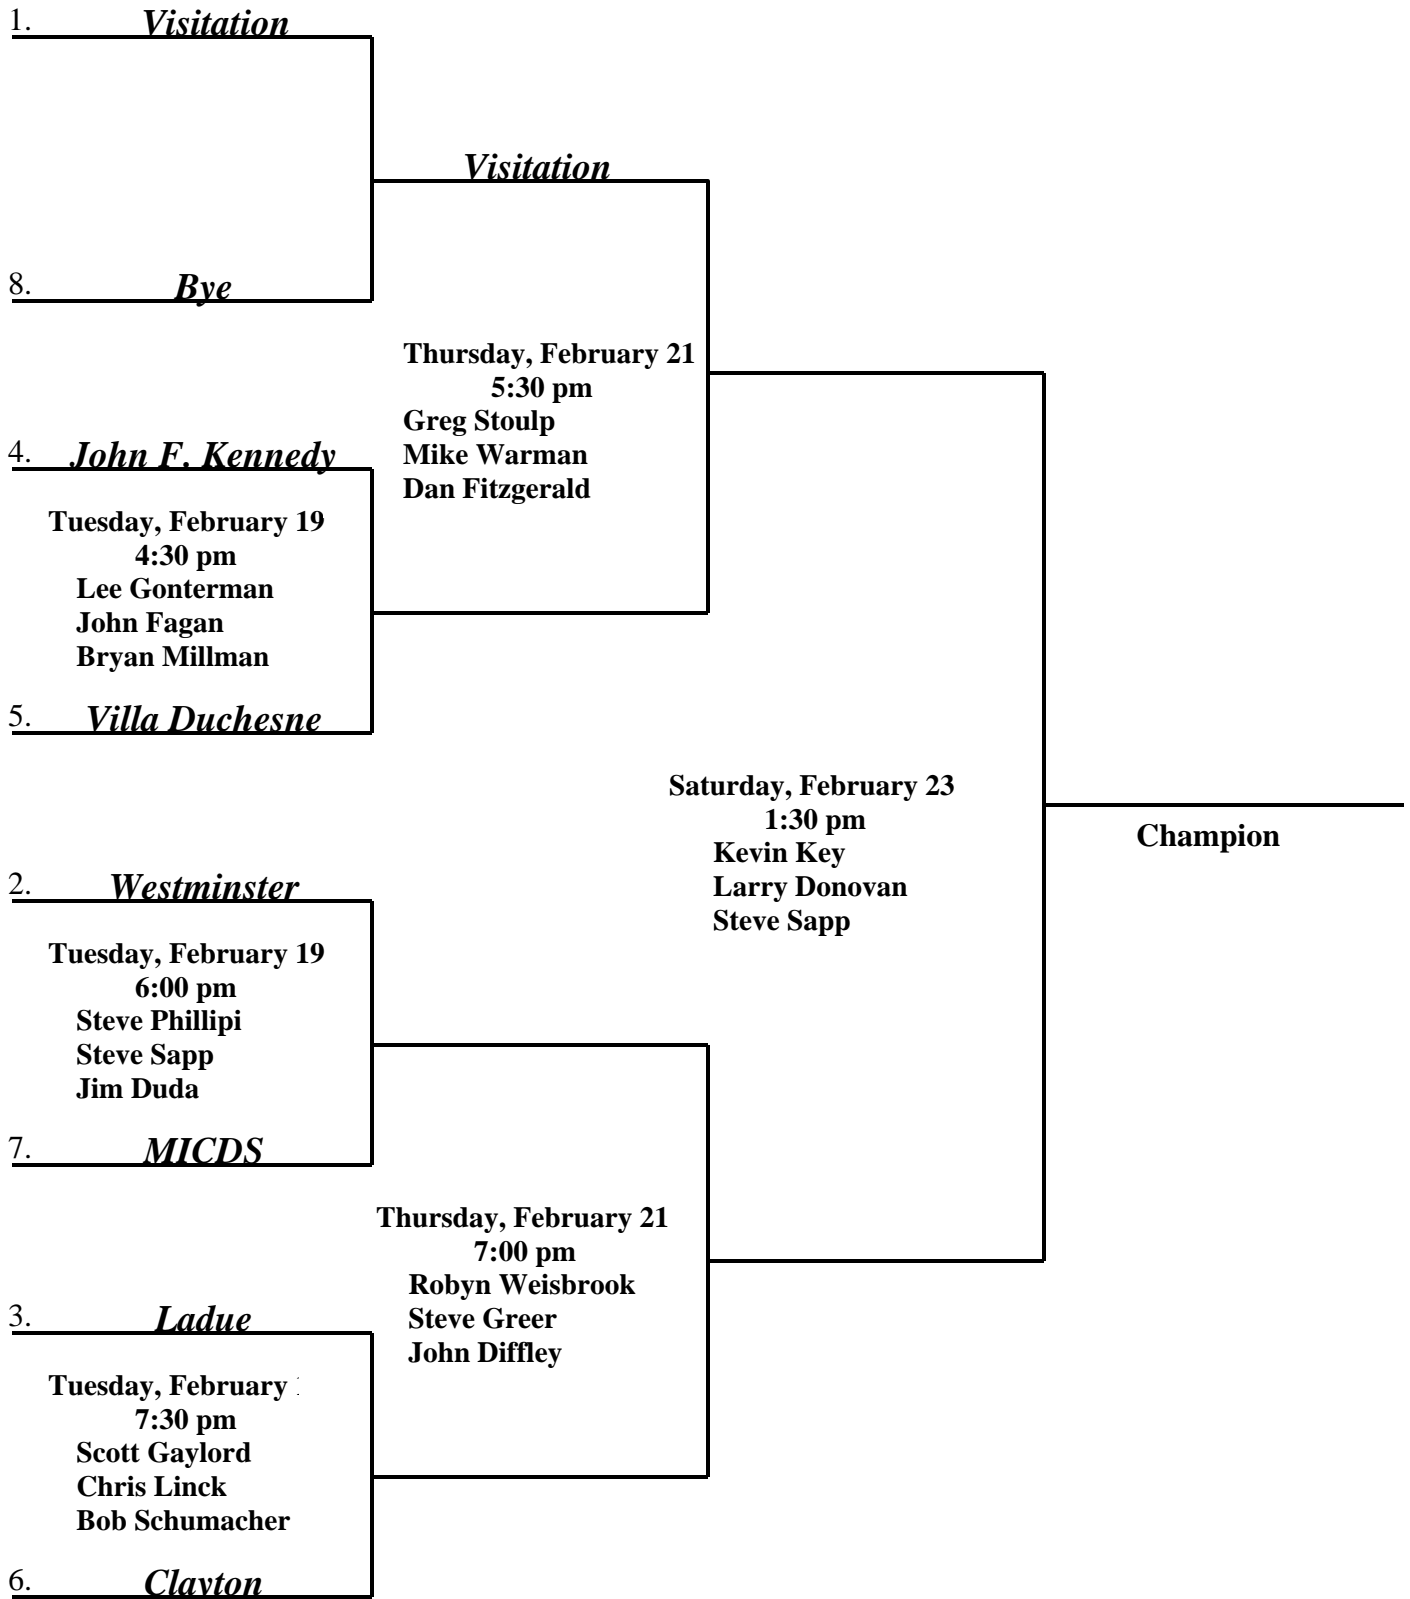 1. Visitation
Visitation
8. Bye
Thursday, February 21
5:30 pm
Greg Stoulp
Mike Warman
Dan Fitzgerald
4. John F. Kennedy
Tuesday, February 19
4:30 pm
Lee Gonterman
John Fagan
Bryan Millman
5. Villa Duchesne
Saturday, February 23
1:30 pm
Kevin Key
Larry Donovan
Steve Sapp
Champion
2. Westminster
Tuesday, February 19
6:00 pm
Steve Phillipi
Steve Sapp
Jim Duda
7. MICDS
Thursday, February 21
7:00 pm
Robyn Weisbrook
Steve Greer
John Diffley
3. Ladue
Tuesday, February
7:30 pm
Scott Gaylord
Chris Linck
Bob Schumacher
6. Clayton